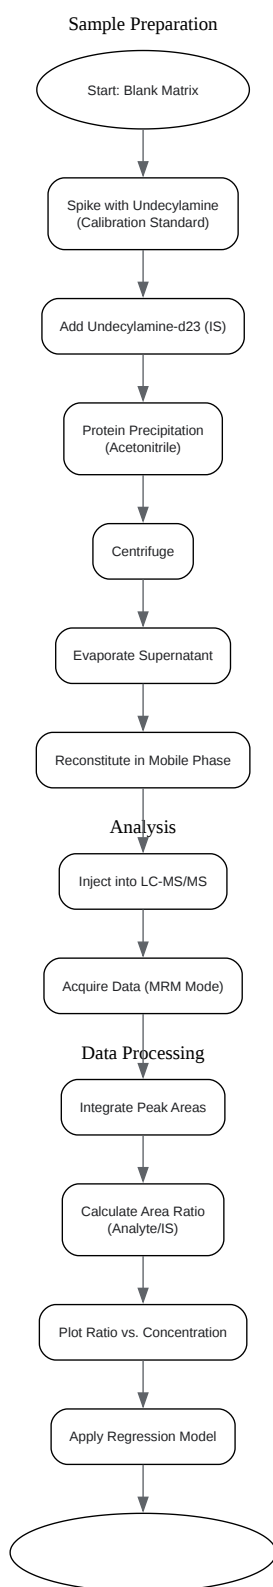 Sample Preparation
Start: Blank Matrix
Spike with Undecylamine
(Calibration Standard)
Add Undecylamine-d23 (IS)
Protein Precipitation
(Acetonitrile)
Centrifuge
Evaporate Supernatant
Reconstitute in Mobile Phase
Analysis
Inject into LC-MS/MS
Acquire Data (MRM Mode)
Data Processing
Integrate Peak Areas
Calculate Area Ratio
(Analyte/IS)
Plot Ratio vs. Concentration
Apply Regression Model